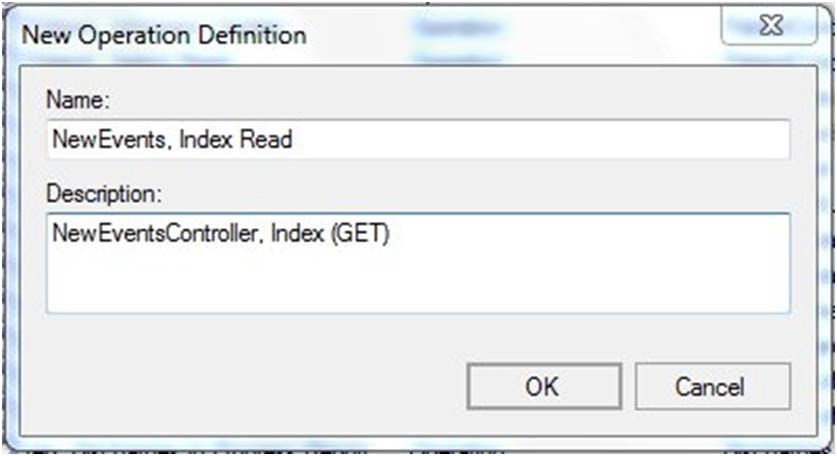 New Operation Definition
Name:
NewEvents, Index Read
Description:
NewEventsController, Index (GET)
OK
Cancel